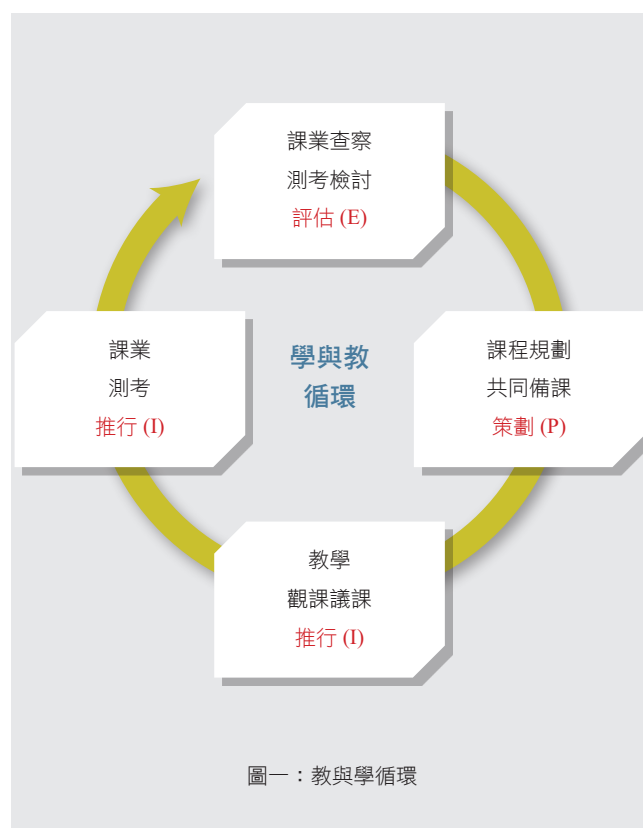 課業查察
測考檢討
評估 (E)
課業
測考
推行 (I)
學與教
循環
課程規劃
共同備課
策劃 (P)
教學
觀課議課
推行 (I)
圖一：教與學循環